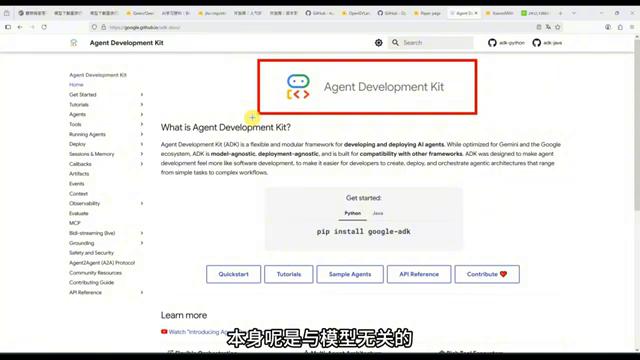 https://google.github.io/adk-docs/
Agent Development Kit
Search
adk-python
adk-java
Agent Development Kit
Home
Get Started
Tutorials
Agents
Tools
Running Agents
Deploy
Sessions & Memory
Callbacks
Artifacts
Events
Context
Observability
Evaluate
MCP
Bidi-streaming (live)
Grounding
Safety and Security
Agent2Agent (A2A) Protocol
Community Resources
Contributing Guide
API Reference
Agent Development Kit
What is Agent Development Kit?
Agent Development Kit (ADK) is a flexible and modular framework for developing and deploying AI agents. While optimized for Gemini and the Google
ecosystem, ADK is model-agnostic, deployment-agnostic, and is built for compatibility with other frameworks. ADK was designed to make agent
development feel more like software development, to make it easier for developers to create, deploy, and orchestrate agentic architectures that range
from simple tasks to complex workflows.
Get started:
Python Java
pip install google-adk
Quickstart
Tutorials
Sample Agents
API Reference
Contribute
Learn more
Watch "Introducing
本身呢是与模型无关的